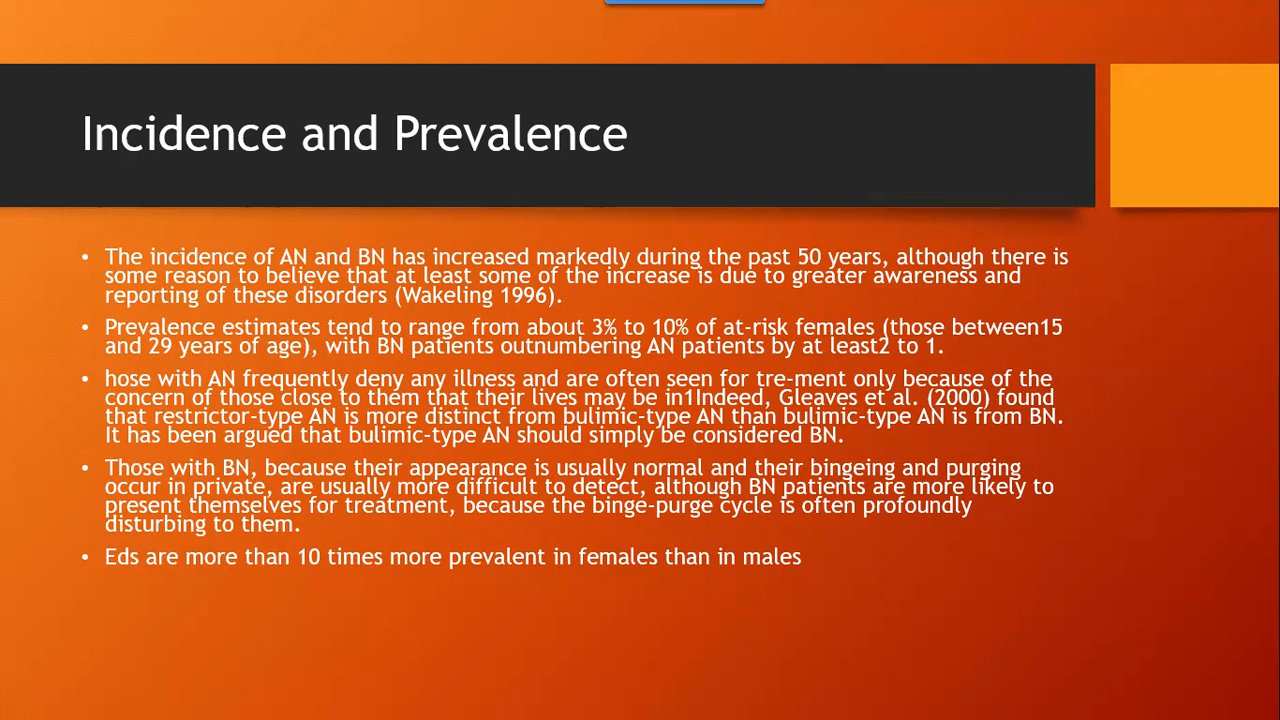 Incidence and Prevalence
• The incidence of AN and BN has increased markedly during the past 50 years, although there is
some reason to believe that at least some of the increase is due to greater awareness and
reporting of these disorders (Wakeling 1996).
• Prevalence estimates tend to range from about 3% to 10% of at-risk females (those between15
and 29 years of age), with BN patients outnumbering AN patients by at least2 to 1.
• hose with AN frequently deny any illness and are often seen for tre-ment only because of the
concern of those close to them that their lives may be in1Indeed, Gleaves et al. (2000) found
that restrictor-type AN is more distinct from bulimic-type AN than bulimic-type AN is from BN.
It has been argued that bulimic-type AN should simply be considered BN.
• Those with BN, because their appearance is usually normal and their bingeing and purging
occur in private, are usually more difficult to detect, although BN patients are more likely to
present themselves for treatment, because the binge-purge cycle is often profoundly
disturbing to them.
• Eds are more than 10 times more prevalent in females than in males